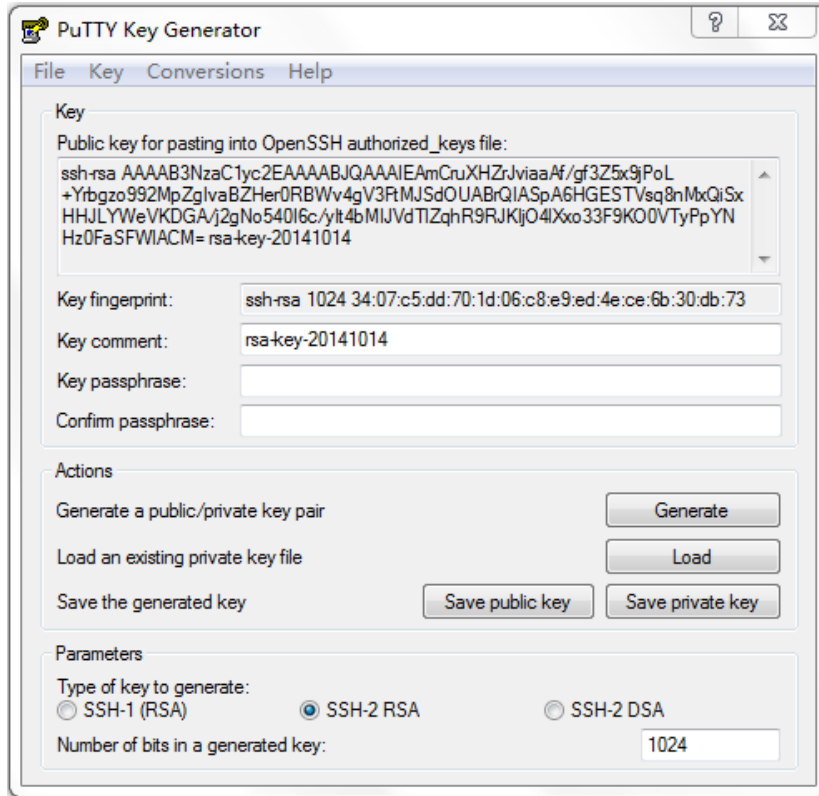 PuTTY Key Generator
File Key Conversions Help
Key
Public key for pasting into OpenSSH authorized_keys file:
ssh-rsa AAAAB3NzaC1yc2EAAAABJQAAAIEAmCruXHZrJviaaAf/gf3Z5x9jPoL
+Yrbgzo992MpZglvaBZHer0RBWv4gV3FtMJSdOUABrQIASpA6HGESTVsq8nMxQiSx
HHJLYWeVKDGA/j2gNo540I6c/ylt4bMIJVdTlZqhR9RJKIjO4IXxo33F9KO0VTyPpYN
Hz0FaSFWIACM= rsa-key-20141014
Key fingerprint: ssh-rsa 1024 34:07:c5:dd:70:1d:06:c8:e9:ed:4e:ce:6b:30:db:73
Key comment: rsa-key-20141014
Key passphrase:
Confirm passphrase:
Actions
Generate a public/private key pair Generate
Load an existing private key file Load
Save the generated key Save public key Save private key
Parameters
Type of key to generate:
SSH-1 (RSA) SSH-2 RSA SSH-2 DSA
Number of bits in a generated key: 1024